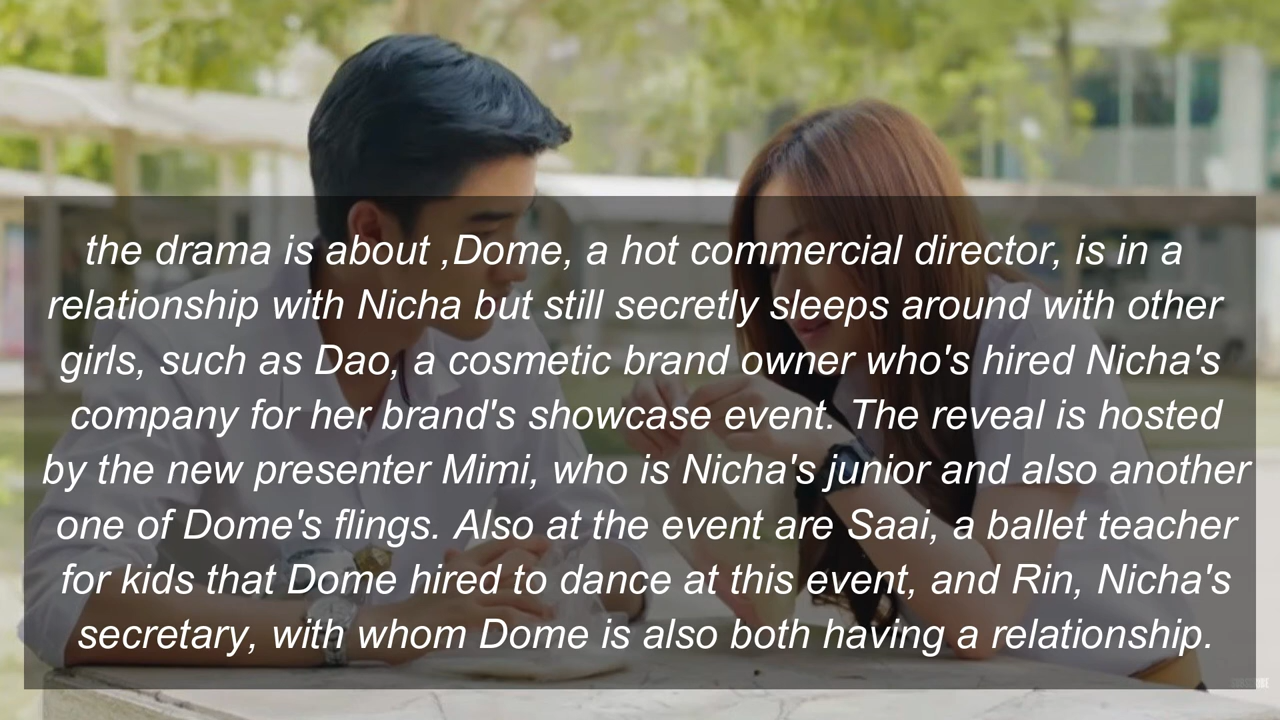 the drama is about ,Dome, a hot commercial director, is in a
relationship with Nicha but still secretly sleeps around with other
girls, such as Dao, a cosmetic brand owner who's hired Nicha's
company for her brand's showcase event. The reveal is hosted
by the new presenter Mimi, who is Nicha's junior and also another
one of Dome's flings. Also at the event are Saai, a ballet teacher
for kids that Dome hired to dance at this event, and Rin, Nicha's
secretary, with whom Dome is also both having a relationship.